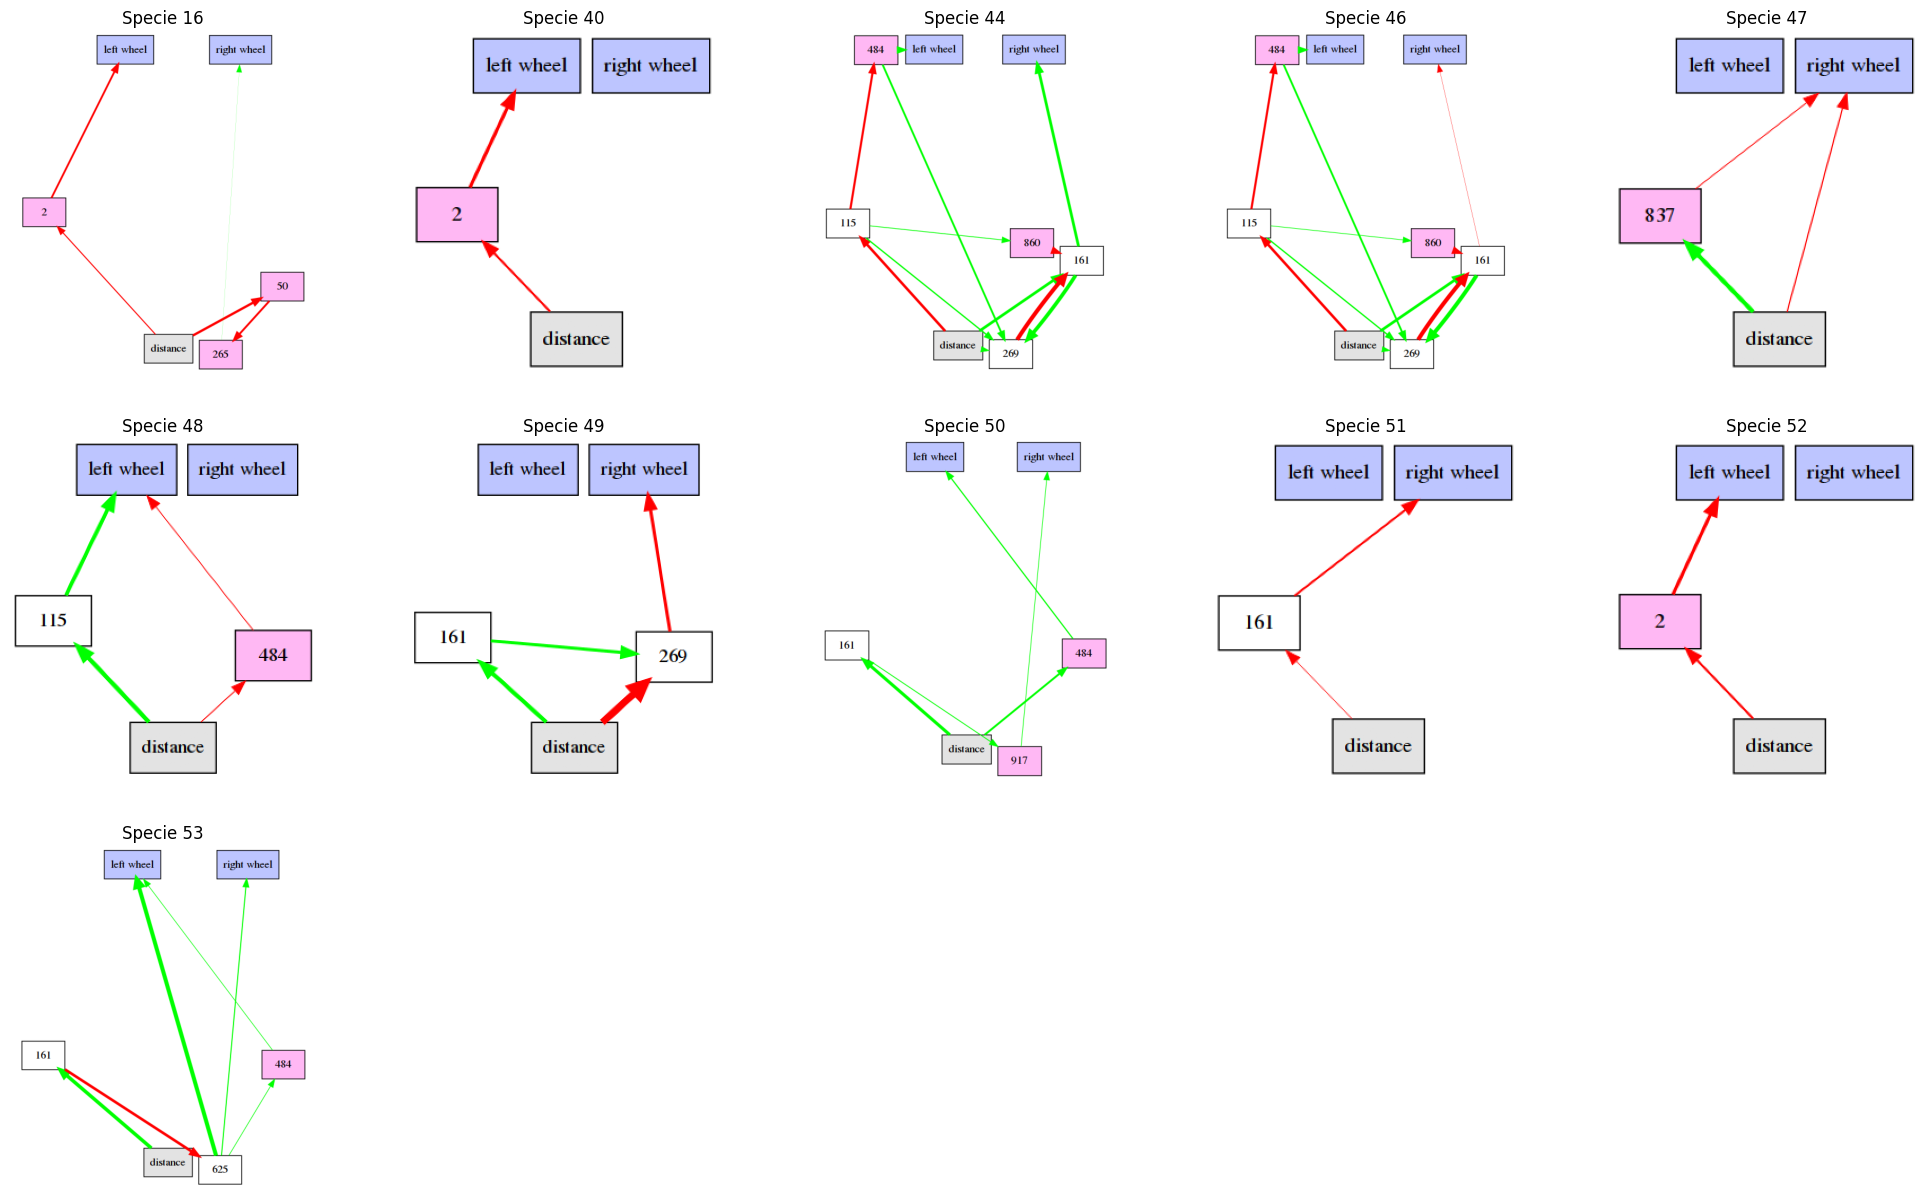 Specie 16
left wheel
right wheel
2
50
distance
265
Specie 40
left wheel
right wheel
2
distance
Specie 44
484
left wheel
right wheel
115
860
161
distance
269
Specie 46
484
left wheel
right wheel
115
860
161
distance
269
Specie 47
left wheel
right wheel
837
distance
Specie 48
left wheel
right wheel
115
484
distance
Specie 49
left wheel
right wheel
161
269
distance
Specie 50
left wheel
right wheel
161
484
distance
917
Specie 51
left wheel
right wheel
161
distance
Specie 52
left wheel
right wheel
2
distance
Specie 53
left wheel
right wheel
161
484
distance
625